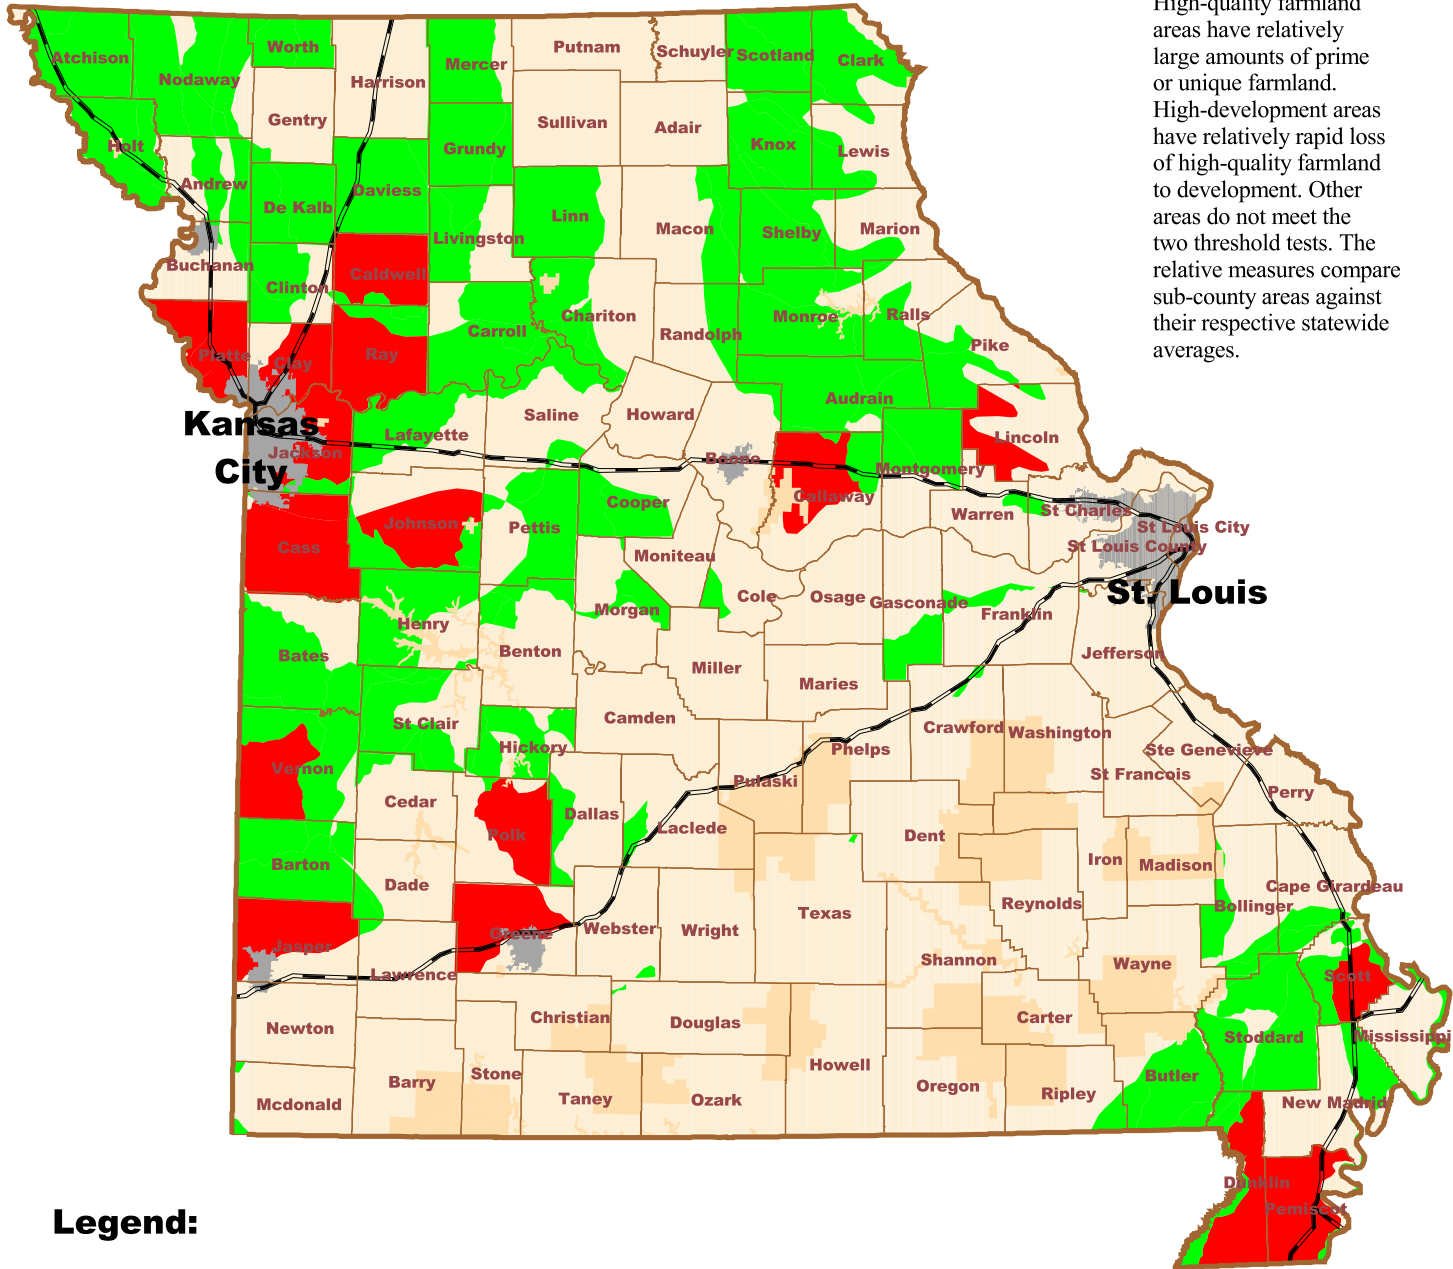 High-quality farmland
areas have relatively
large amounts of prime
or unique farmland.
High-development areas
have relatively rapid loss
of high-quality farmland
to development. Other
areas do not meet the
two threshold tests. The
relative measures compare
sub-county areas against
their respective statewide
averages.
Atchison
Nodaway
Worth
Harrison
Mercer
Putnam
Schuyler
Scotland
Clark
Gentry
Sullivan
Adair
Holt
Grundy
Knox
Lewis
Andrew
De Kalb
Daviess
Linn
Macon
Shelby
Marion
Livingston
Buchanan
Clinton
Caldwell
Chariton
Monroe
Ralls
Carroll
Randolph
Pike
Platte
Clay
Ray
Audrain
Saline
Howard
Kansas
City
Lafayette
Lincoln
Jackson
Boone
Montgomery
Callaway
Cooper
Johnson
Pettis
Warren
St Charles
St Louis City
St Louis County
Cass
Moniteau
St. Louis
Cole
Osage
Gasconade
Morgan
Franklin
Henry
Benton
Bates
Jefferson
Miller
Maries
St Clair
Camden
Crawford
Washington
Hickory
Phelps
Ste Genevieve
Vernon
St Francois
Pulaski
Perry
Cedar
Dallas
Laclede
Polk
Dent
Barton
Iron
Madison
Dade
Cape Girardeau
Texas
Reynolds
Bollinger
Greene
Webster
Wright
Jasper
Lawrence
Shannon
Wayne
Scott
Newton
Christian
Douglas
Carter
Stoddard
Mississippi
Howell
Barry
Stone
Oregon
Ripley
Butler
Mcdonald
Taney
Ozark
New Madrid
Dunklin
Pemiscot
Legend: